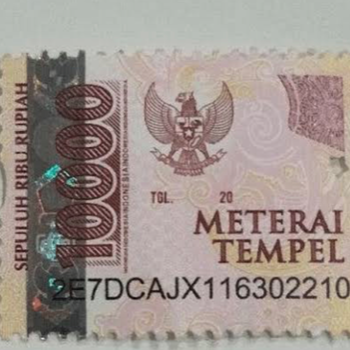 SEPULUH RIBU RUPIAH
10000
TGL. 20
METERAI
TEMPEL
2E7DCAJX116302210